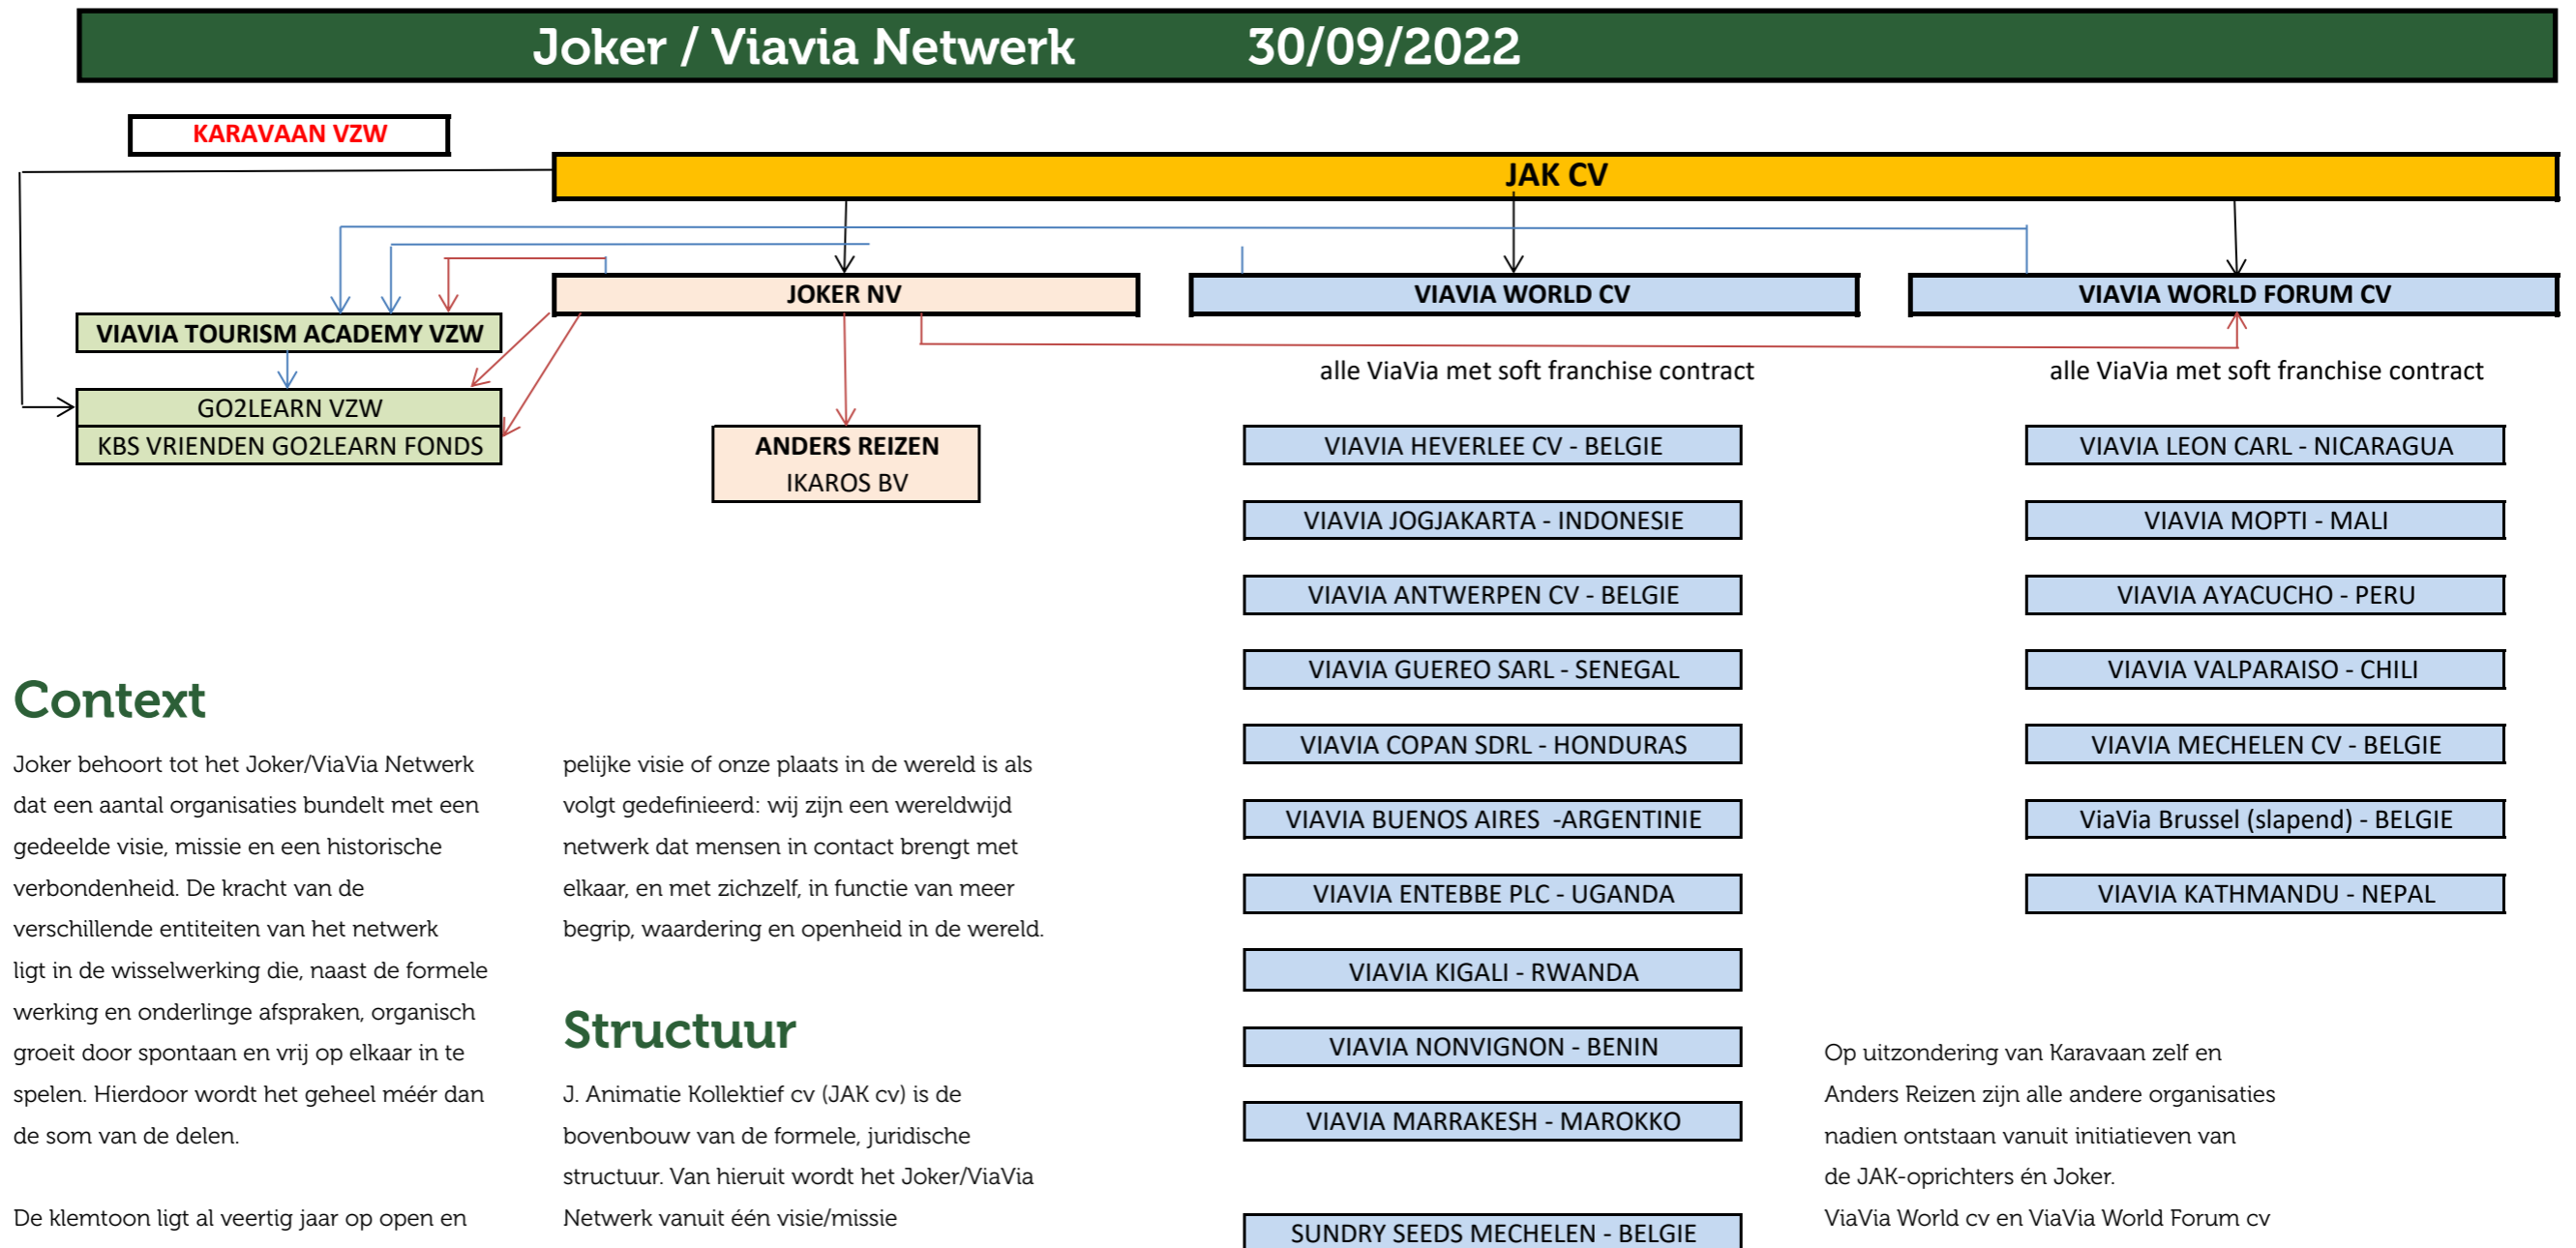 Joker / Viavia Netwerk 30/09/2022
KARAVAAN VZW
JAK CV
JOKER NV
VIAVIA WORLD CV
VIAVIA WORLD FORUM CV
VIAVIA TOURISM ACADEMY VZW
GO2LEARN VZW
KBS VRIENDEN GO2LEARN FONDS
ANDERS REIZEN
IKAROS BV
alle ViaVia met soft franchise contract
VIAVIA HEVERLEE CV - BELGIE
VIAVIA JOGJAKARTA - INDONESIE
VIAVIA ANTWERPEN CV - BELGIE
VIAVIA GUEREO SARL - SENEGAL
VIAVIA COPAN SDRL - HONDURAS
VIAVIA BUENOS AIRES -ARGENTINIE
VIAVIA ENTEBBE PLC - UGANDA
VIAVIA KIGALI - RWANDA
VIAVIA NONVIGNON - BENIN
VIAVIA MARRAKESH - MAROKKO
SUNDRY SEEDS MECHELEN - BELGIE
alle ViaVia met soft franchise contract
VIAVIA LEON CARL - NICARAGUA
VIAVIA MOPTI - MALI
VIAVIA AYACUCHO - PERU
VIAVIA VALPARAISO - CHILI
VIAVIA MECHELEN CV - BELGIE
ViaVia Brussel (slapend) - BELGIE
VIAVIA KATHMANDU - NEPAL
Context
Joker behoort tot het Joker/ViaVia Netwerk
dat een aantal organisaties bundelt met een
gedeelde visie, missie en een historische
verbondenheid. De kracht van de
verschillende entiteiten van het netwerk
ligt in de wisselwerking die, naast de formele
werking en onderlinge afspraken, organisch
groeit door spontaan en vrij op elkaar in te
spelen. Hierdoor wordt het geheel méér dan
de som van de delen.
De klemtoon ligt al veertig jaar op open en
pelijke visie of onze plaats in de wereld is als
volgt gedefinieerd: wij zijn een wereldwijd
netwerk dat mensen in contact brengt met
elkaar, en met zichzelf, in functie van meer
begrip, waardering en openheid in de wereld.
Structuur
J. Animatie Kollektief cv (JAK cv) is de
bovenbouw van de formele, juridische
structuur. Van hieruit wordt het Joker/ViaVia
Netwerk vanuit één visie/missie
Op uitzondering van Karavaan zelf en
Anders Reizen zijn alle andere organisaties
nadien ontstaan vanuit initiatieven van
de JAK-oprichters én Joker.
ViaVia World cv en ViaVia World Forum cv